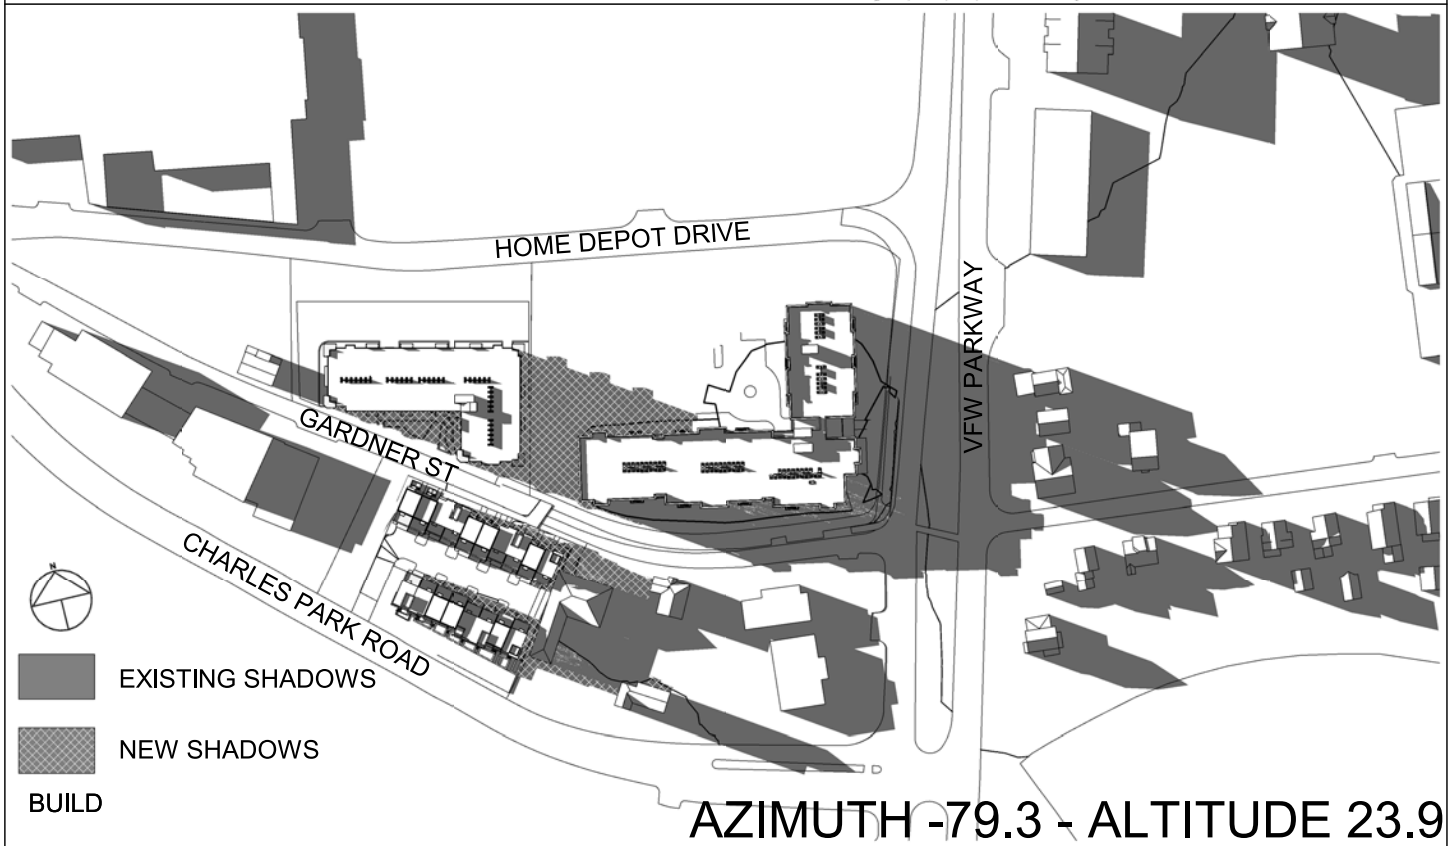 HOME DEPOT DRIVE
VFW PARKWAY
GARDNER ST
CHARLES PARK ROAD
N
EXISTING SHADOWS
NEW SHADOWS
BUILD
AZIMUTH -79.3 - ALTITUDE 23.9